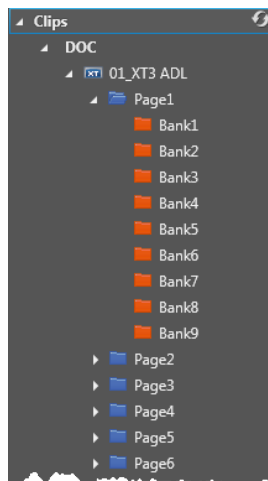 Clips
DOC
XT 01_XT3 ADL
Page1
Bank1
Bank2
Bank3
Bank4
Bank5
Bank6
Bank7
Bank8
Bank9
Page2
Page3
Page4
Page5
Page6